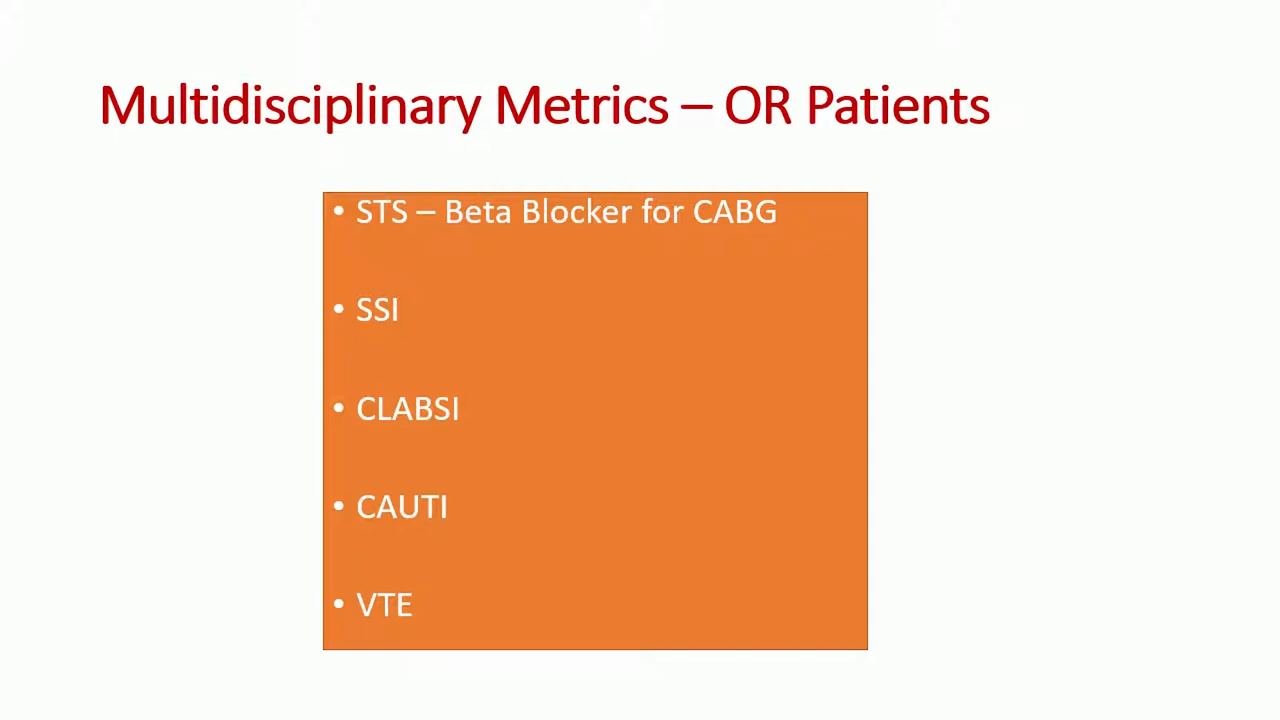 Multidisciplinary Metrics – OR Patients
• STS – Beta Blocker for CABG
• SSI
• CLABSI
• CAUTI
• VTE